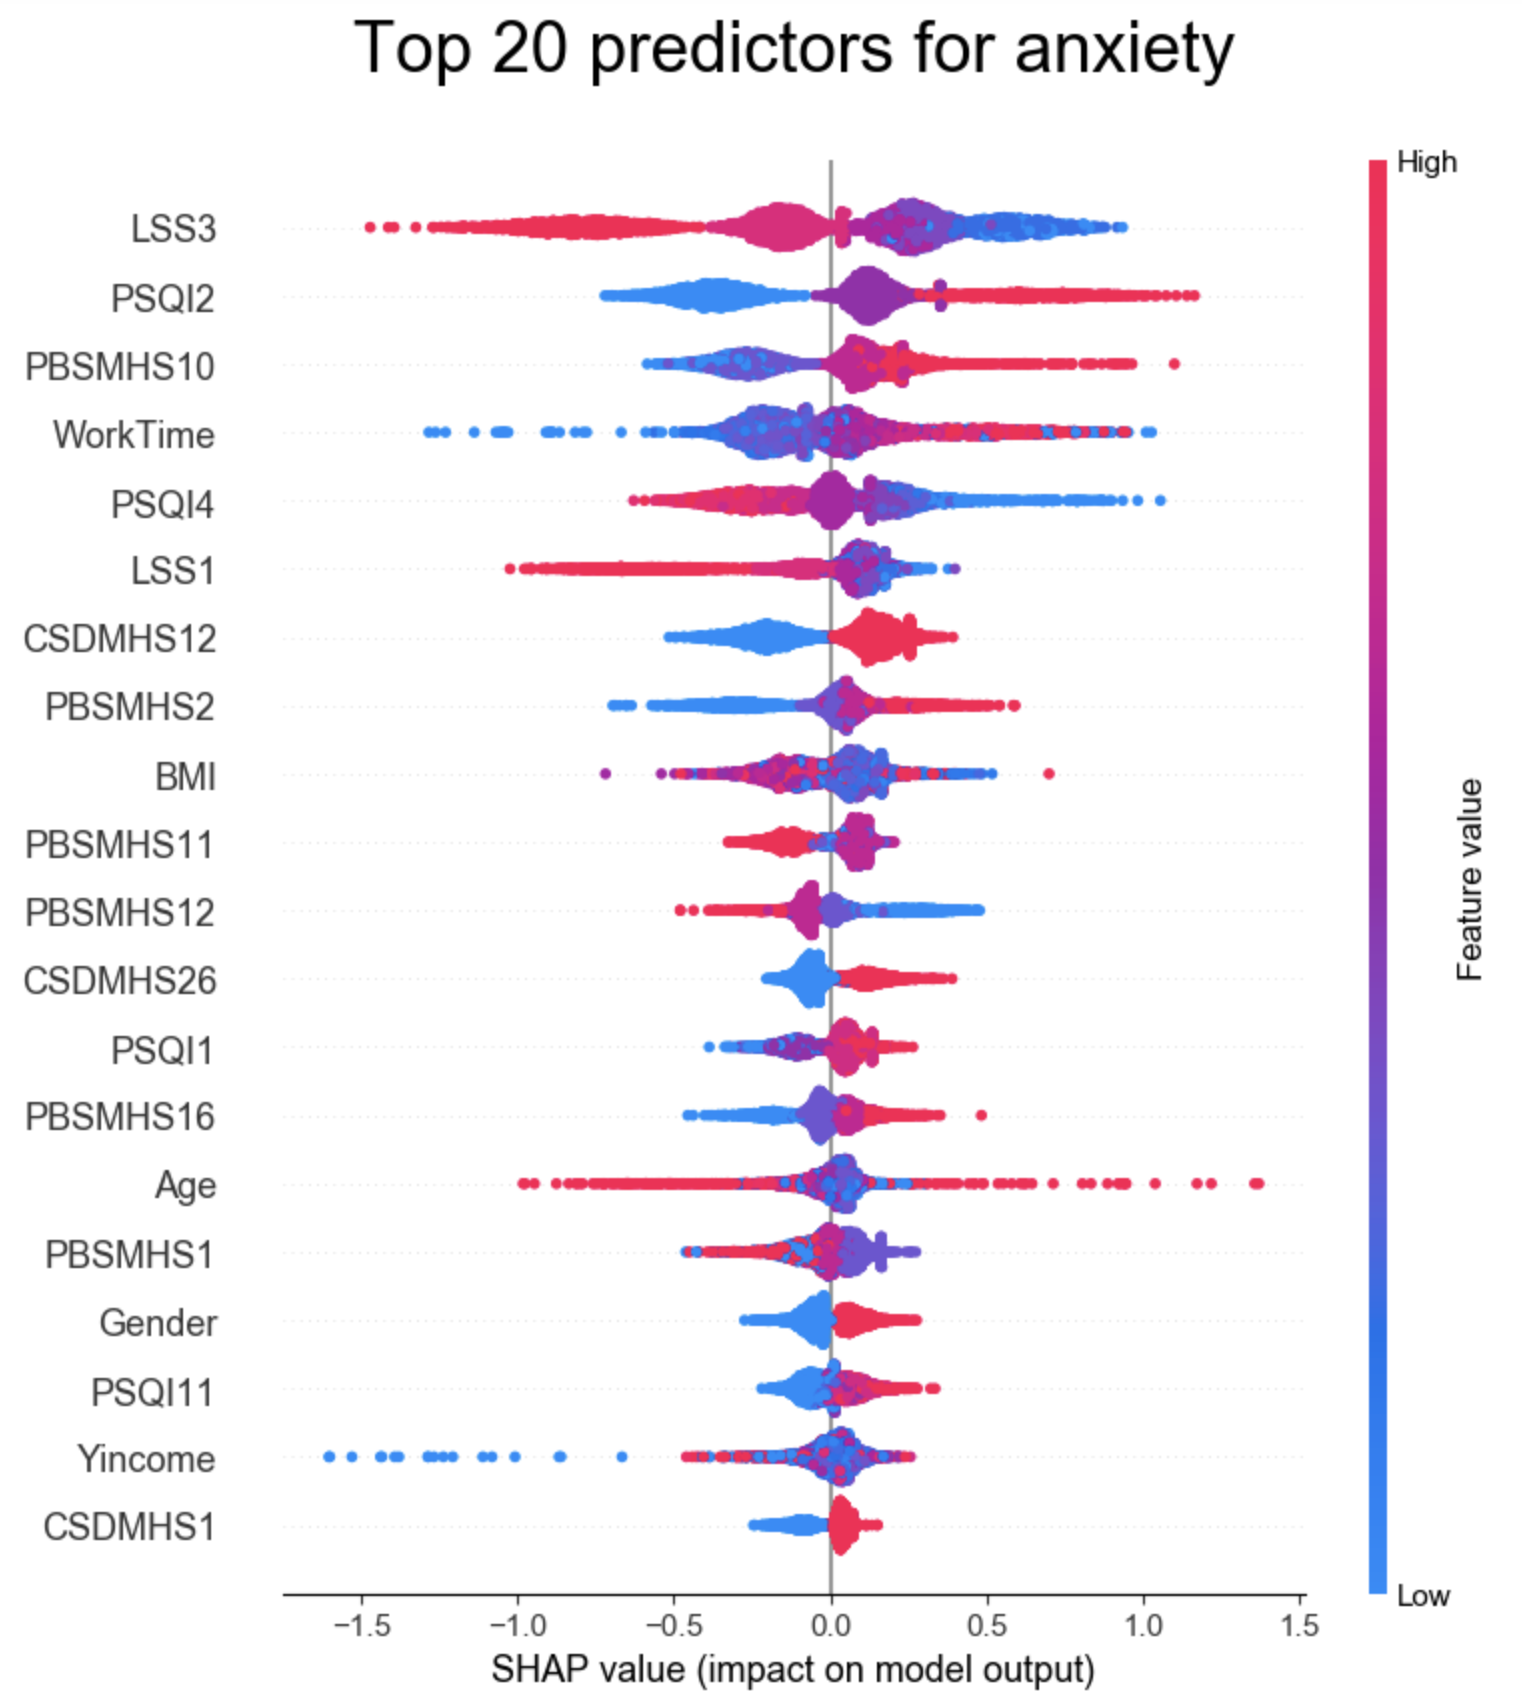 Top 20 predictors for anxiety
High
LSS3
PSQI2
PBSMHS10
WorkTime
PSQI4
LSS1
CSDMHS12
PBSMHS2
BMI
PBSMHS11
PBSMHS12
CSDMHS26
PSQI1
PBSMHS16
Age
PBSMHS1
Gender
PSQI11
Yincome
CSDMHS1
Feature value
Low
−1.5 −1.0 −0.5 0.0 0.5 1.0 1.5
SHAP value (impact on model output)